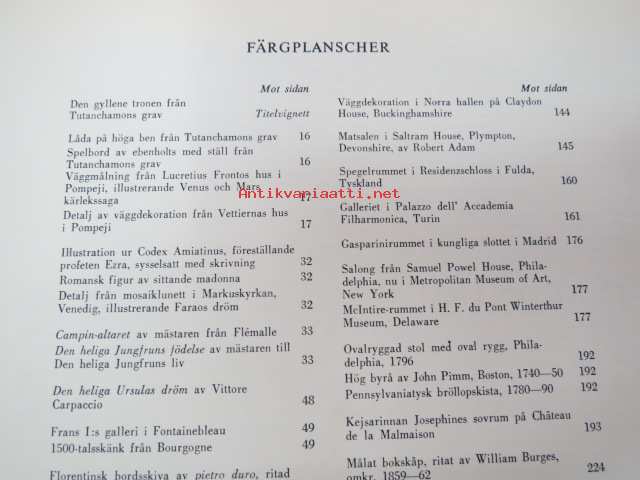 FÄRGPLANSCHER
Mot sidan
Den gyllene tronen från
Tutanchamons grav Titelvignett
Låda på höga ben från Tutanchamons grav 16
Spelbord av ebenholts med ställ från
Tutanchamons grav 16
Väggmålning från Lucretius Frontos hus i
Pompeji, illustrerande Venus och Mars
kärlekssaga 17
Detalj av väggdekoration från Vettiernas hus
i Pompeji 17
Illustration ur Codex Amiatinus, föreställande
profeten Ezra, sysselsatt med skrivning 32
Romansk figur av sittande madonna 32
Detalj från mosaiklunett i Markuskyrkan,
Venedig, illustrerande Faraos dröm 32
Campin-altaret av mästaren från Flémalle 33
Den heliga Jungfruns födelse av mästaren till
Den heliga Jungfruns liv 33
Den heliga Ursulas dröm av Vittore
Carpaccio 48
Frans I:s galleri i Fontainebleau 49
1500-talsskänk från Bourgogne 49
Florentinsk bordsskiva av pietro duro, ritad
Mot sidan
Väggdekoration i Norra hallen på Claydon
House, Buckinghamshire 144
Matsalen i Saltram House, Plympton,
Devonshire, av Robert Adam 145
Spegelrummet i Residenzschloss i Fulda,
Tyskland 160
Galleriet i Palazzo dell' Accademia
Filharmonica, Turin 161
Gasparinirummet i kungliga slottet i Madrid 176
Salong från Samuel Powel House, Phila-
delphia, nu i Metropolitan Museum of Art,
New York 177
McIntire-rummet i H. F. du Pont Winterthur
Museum, Delaware 177
Ovalryggad stol med oval rygg, Phila-
delphia, 1796 192
Hög byrå av John Pimm, Boston, 1740—50 192
Pennsylvaniatysk bröllopskista, 1780—90 192
Kejsarinnan Josephines sovrum på Château
de la Malmaison 193
Målat bokskåp, ritat av William Burges,
omkr. 1859—62 224
Antikvariaatti.net